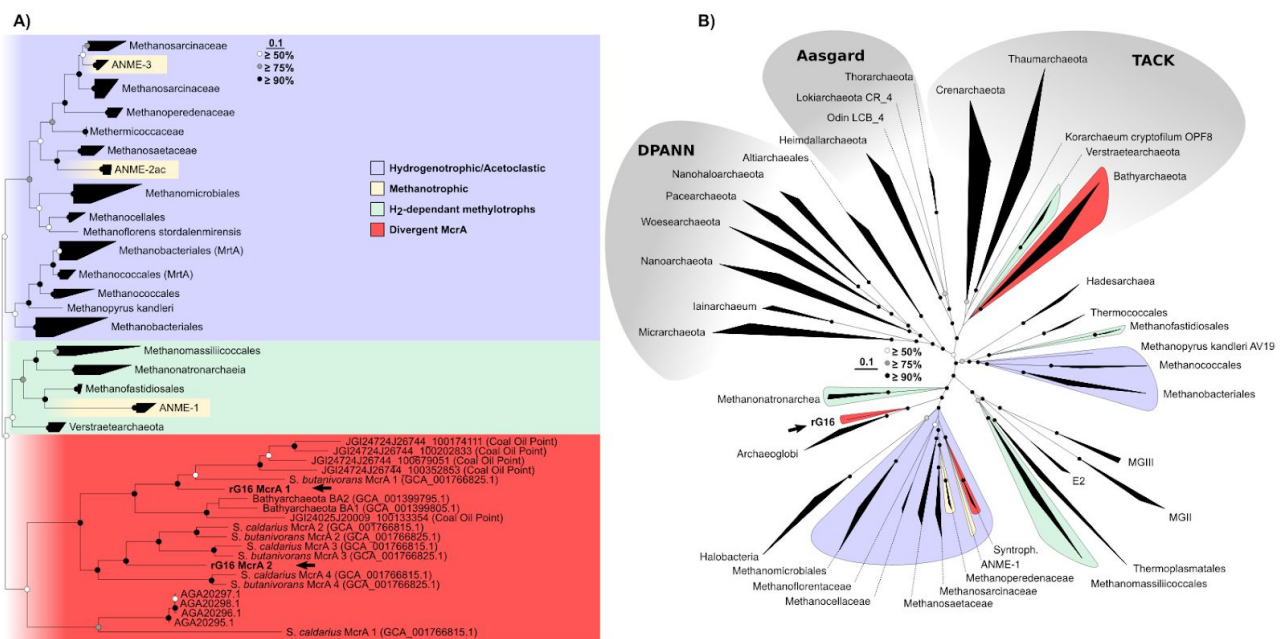 A)
0.1
≥ 50%
≥ 75%
≥ 90%
Methanosarcinaceae
ANME-3
Methanosarcinaceae
Methanoperedenaceae
Methermicoccaceae
Methanosaetaceae
ANME-2ac
Methanomicrobiales
Methanocellales
Methanoflorens stordalenmirensis
Methanobacteriales (MrtA)
Methanococcales (MrtA)
Methanococcales
Methanopyrus kandleri
Methanobacteriales
Hydrogenotrophic/Acetoclastic
Methanotrophic
H2-dependant methylotrophs
Divergent McrA
Methanomassiliicoccales
Methanonatronarchaeia
Methanofastidiosales
ANME-1
Verstraetearchaeota
JGI24724J26744_100174111 (Coal Oil Point)
JGI24724J26744_100202833 (Coal Oil Point)
JGI24724J26744_100679051 (Coal Oil Point)
JGI24724J26744_100352853 (Coal Oil Point)
S. butanivorans McrA 1 (GCA_001766825.1)
rG16 McrA 1
Bathyarchaeota BA2 (GCA_001399795.1)
Bathyarchaeota BA1 (GCA_001399805.1)
JGI24025J20009_100133354 (Coal Oil Point)
S. caldarius McrA 2 (GCA_001766815.1)
S. butanivorans McrA 2 (GCA_001766825.1)
S. caldarius McrA 3 (GCA_001766815.1)
S. butanivorans McrA 3 (GCA_001766825.1)
rG16 McrA 2
S. caldarius McrA 4 (GCA_001766815.1)
S. butanivorans McrA 4 (GCA_001766825.1)
AGA20297.1
AGA20298.1
AGA20296.1
AGA20295.1
S. caldarius McrA 1 (GCA_001766815.1)
B)
Aasgard
TACK
DPANN
Thorarchaeota
Lokiarchaeota CR_4
Odin LCB_4
Heimdallarchaeota
Altiarchaeales
Nanohaloarchaeota
Pacearchaeota
Woesearchaeota
Nanoarchaeota
Iainarchaeum
Micrarchaeota
Crenarchaeota
Thaumarchaeota
Korarchaeum cryptofilum OPF8
Verstraetearchaeota
Bathyarchaeota
Hadesarchaea
Thermococcales
Methanofastidiosales
Methanopyrus kandleri AV19
Methanococcales
Methanobacteriales
0.1
≥ 50%
≥ 75%
≥ 90%
Methanonatronarchea
rG16
Archaeoglobi
MGIII
E2
MGII
Thermoplasmatales
Methanomassiliicoccales
Halobacteria
Methanomicrobiales
Methanoflorentaceae
Methanocellaceae
Methanosaetaceae
Methanosarcinaceae
Methanoperedenaceae
ANME-1
Syntroph.